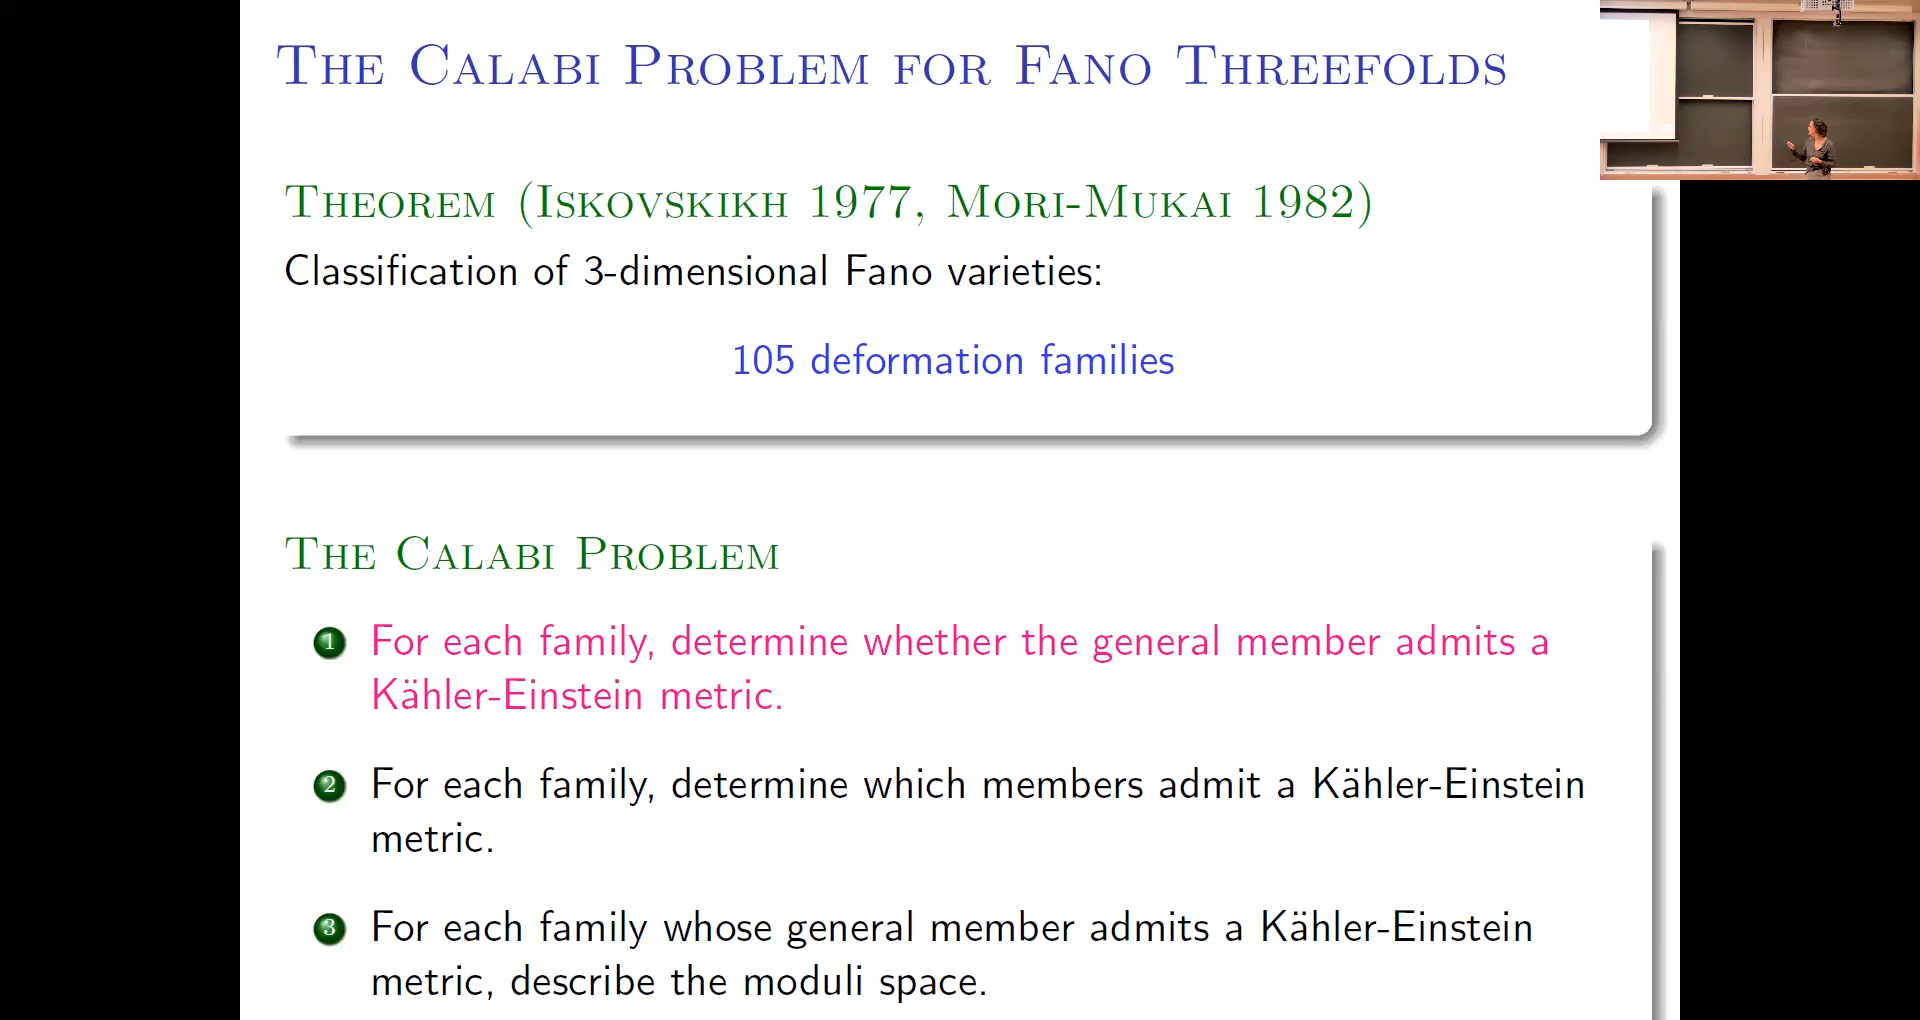 The Calabi Problem for Fano Threefolds
Theorem (Iskovskikh 1977, Mori-Mukai 1982)
Classification of 3-dimensional Fano varieties:
105 deformation families
The Calabi Problem
1 For each family, determine whether the general member admits a
Kähler-Einstein metric.
2 For each family, determine which members admit a Kähler-Einstein
metric.
3 For each family whose general member admits a Kähler-Einstein
metric, describe the moduli space.